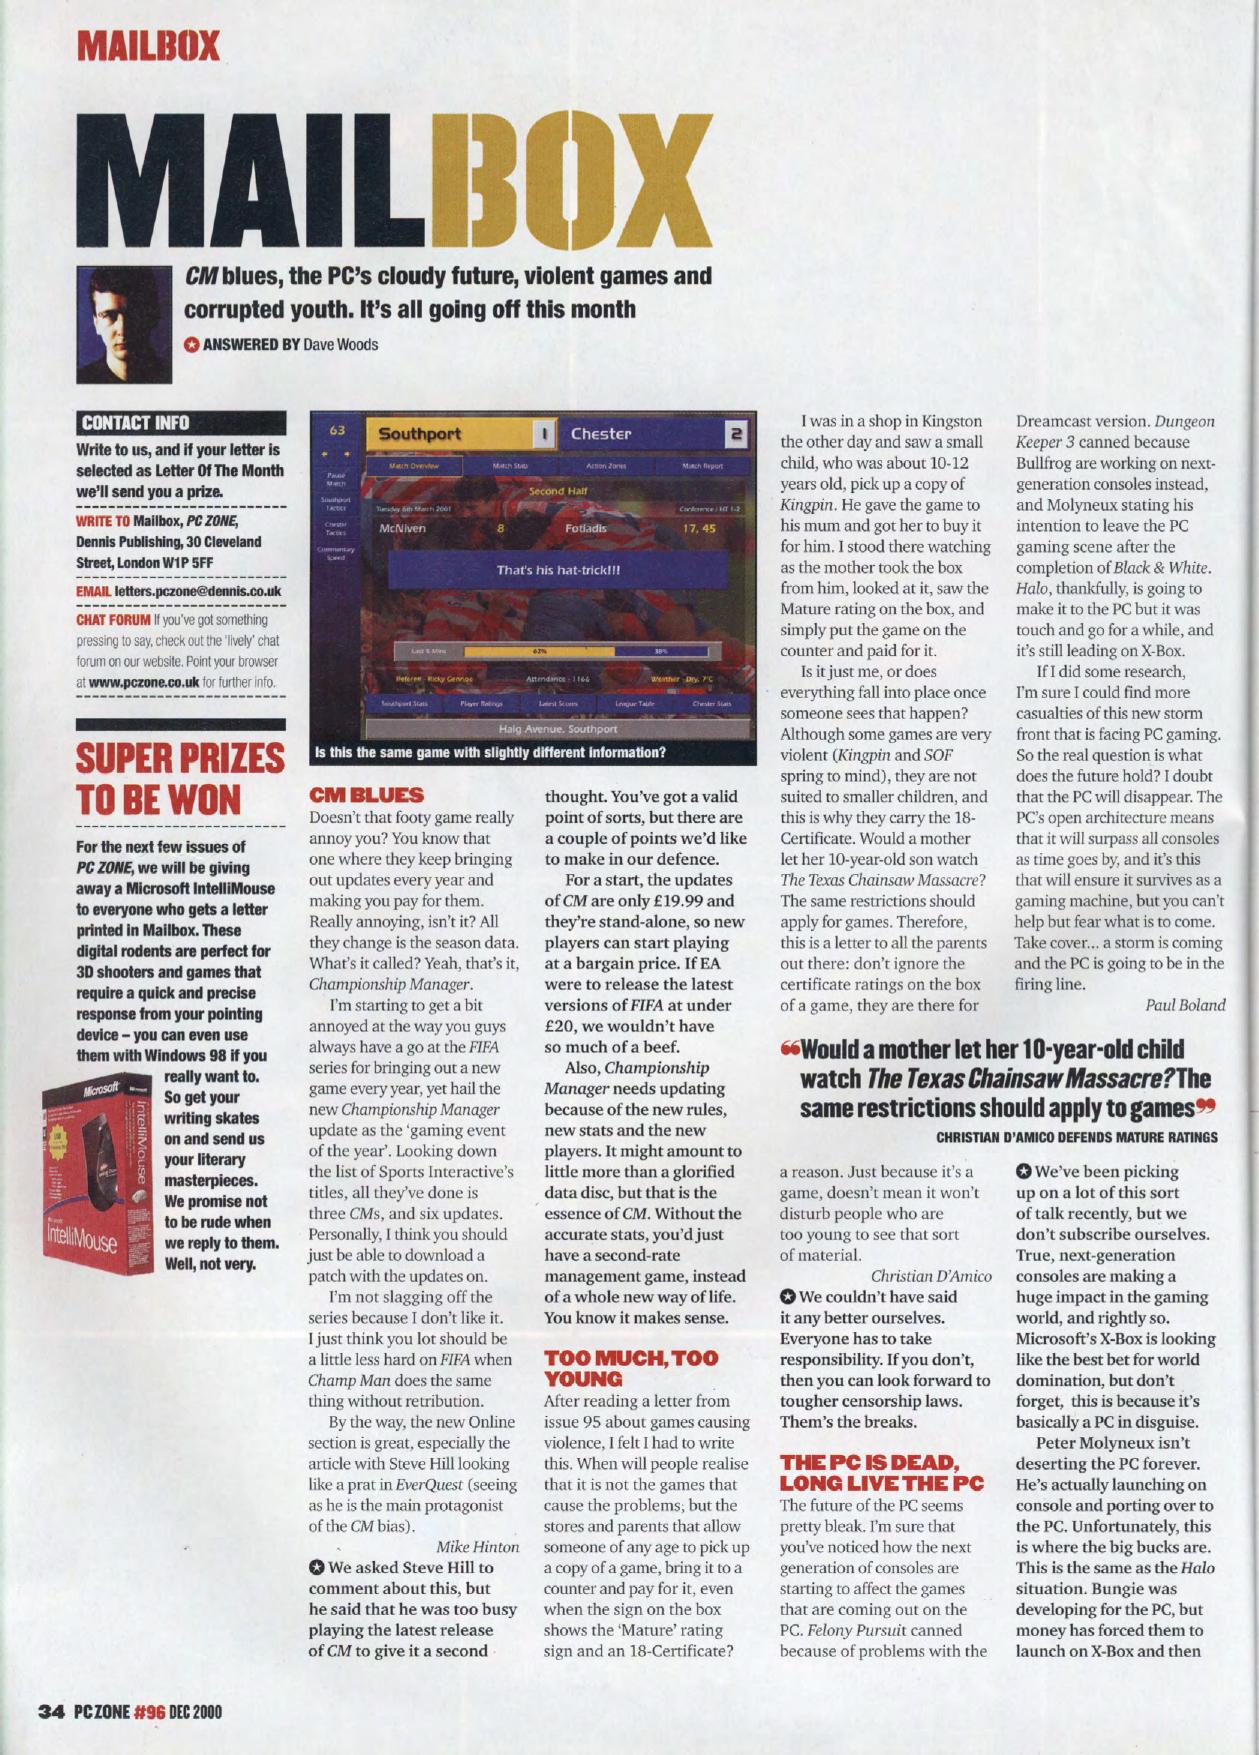 MAILBOX
MAILBOX
CM blues, the PC's cloudy future, violent games and
corrupted youth. It's all going off this month
ANSWERED BY Dave Woods
CONTACT INFO
Write to us, and if your letter is
selected as Letter Of The Month
we'll send you a prize.
WRITE TO Mailbox, PC ZONE,
Dennis Publishing, 30 Cleveland
Street, London W1P 5FF
EMAIL letters.pczone@dennis.co.uk
CHAT FORUM If you've got something
pressing to say, check out the 'lively' chat
forum on our website. Point your browser
at www.pczone.co.uk for further info.
SUPER PRIZES
TO BE WON
For the next few issues of
PC ZONE, we will be giving
away a Microsoft IntelliMouse
to everyone who gets a letter
printed in Mailbox. These
digital rodents are perfect for
3D shooters and games that
require a quick and precise
response from your pointing
device – you can even use
them with Windows 98 if you
really want to.
So get your
writing skates
on and send us
your literary
masterpieces.
We promise not
to be rude when
we reply to them.
Well, not very.
Microsoft
IntelliMouse
IntelliMouse
63
Southport
1
Chester
2
Pause
Match
Southport
Tactics
Chester
Tactics
Commentary
Speed
Match Overview
Match Stats
Action Zones
Match Report
Second Half
Tuesday 6th March 2001
Conference / HT 1-2
McNiven
8
Fotiadis
17, 45
That's his hat-trick!!!
Last 5 Mins
62%
38%
Referee - Ricky Gennoe
Attendance - 1166
Weather - Dry, 7°C
Southport Stats
Player Ratings
Latest Scores
League Table
Chester Stats
Haig Avenue, Southport
Is this the same game with slightly different information?
CM BLUES
Doesn't that footy game really
annoy you? You know that
one where they keep bringing
out updates every year and
making you pay for them.
Really annoying, isn't it? All
they change is the season data.
What's it called? Yeah, that's it,
Championship Manager.
I'm starting to get a bit
annoyed at the way you guys
always have a go at the FIFA
series for bringing out a new
game every year, yet hail the
new Championship Manager
update as the 'gaming event
of the year'. Looking down
the list of Sports Interactive's
titles, all they've done is
three CMs, and six updates.
Personally, I think you should
just be able to download a
patch with the updates on.
I'm not slagging off the
series because I don't like it.
I just think you lot should be
a little less hard on FIFA when
Champ Man does the same
thing without retribution.
By the way, the new Online
section is great, especially the
article with Steve Hill looking
like a prat in EverQuest (seeing
as he is the main protagonist
of the CM bias).
Mike Hinton
We asked Steve Hill to
comment about this, but
he said that he was too busy
playing the latest release
of CM to give it a second
thought. You've got a valid
point of sorts, but there are
a couple of points we'd like
to make in our defence.
For a start, the updates
of CM are only £19.99 and
they're stand-alone, so new
players can start playing
at a bargain price. If EA
were to release the latest
versions of FIFA at under
£20, we wouldn't have
so much of a beef.
Also, Championship
Manager needs updating
because of the new rules,
new stats and the new
players. It might amount to
little more than a glorified
data disc, but that is the
essence of CM. Without the
accurate stats, you'd just
have a second-rate
management game, instead
of a whole new way of life.
You know it makes sense.
TOO MUCH, TOO
YOUNG
After reading a letter from
issue 95 about games causing
violence, I felt I had to write
this. When will people realise
that it is not the games that
cause the problems, but the
stores and parents that allow
someone of any age to pick up
a copy of a game, bring it to a
counter and pay for it, even
when the sign on the box
shows the 'Mature' rating
sign and an 18-Certificate?
I was in a shop in Kingston
the other day and saw a small
child, who was about 10-12
years old, pick up a copy of
Kingpin. He gave the game to
his mum and got her to buy it
for him. I stood there watching
as the mother took the box
from him, looked at it, saw the
Mature rating on the box, and
simply put the game on the
counter and paid for it.
Is it just me, or does
everything fall into place once
someone sees that happen?
Although some games are very
violent (Kingpin and SOF
spring to mind), they are not
suited to smaller children, and
this is why they carry the 18-
Certificate. Would a mother
let her 10-year-old son watch
The Texas Chainsaw Massacre?
The same restrictions should
apply for games. Therefore,
this is a letter to all the parents
out there: don't ignore the
certificate ratings on the box
of a game, they are there for
a reason. Just because it's a
game, doesn't mean it won't
disturb people who are
too young to see that sort
of material.
Christian D'Amico
We couldn't have said
it any better ourselves.
Everyone has to take
responsibility. If you don't,
then you can look forward to
tougher censorship laws.
Them's the breaks.
THE PC IS DEAD,
LONG LIVE THE PC
The future of the PC seems
pretty bleak. I'm sure that
you've noticed how the next
generation of consoles are
starting to affect the games
that are coming out on the
PC. Felony Pursuit canned
because of problems with the
Dreamcast version. Dungeon
Keeper 3 canned because
Bullfrog are working on next-
generation consoles instead,
and Molyneux stating his
intention to leave the PC
gaming scene after the
completion of Black & White.
Halo, thankfully, is going to
make it to the PC but it was
touch and go for a while, and
it's still leading on X-Box.
If I did some research,
I'm sure I could find more
casualties of this new storm
front that is facing PC gaming.
So the real question is what
does the future hold? I doubt
that the PC will disappear. The
PC's open architecture means
that it will surpass all consoles
as time goes by, and it's this
that will ensure it survives as a
gaming machine, but you can't
help but fear what is to come.
Take cover... a storm is coming
and the PC is going to be in the
firing line.
Paul Boland
“Would a mother let her 10-year-old child
watch The Texas Chainsaw Massacre? The
same restrictions should apply to games”
CHRISTIAN D'AMICO DEFENDS MATURE RATINGS
We've been picking
up on a lot of this sort
of talk recently, but we
don't subscribe ourselves.
True, next-generation
consoles are making a
huge impact in the gaming
world, and rightly so.
Microsoft's X-Box is looking
like the best bet for world
domination, but don't
forget, this is because it's
basically a PC in disguise.
Peter Molyneux isn't
deserting the PC forever.
He's actually launching on
console and porting over to
the PC. Unfortunately, this
is where the big bucks are.
This is the same as the Halo
situation. Bungie was
developing for the PC, but
money has forced them to
launch on X-Box and then
34 PCZONE #96 DEC 2000